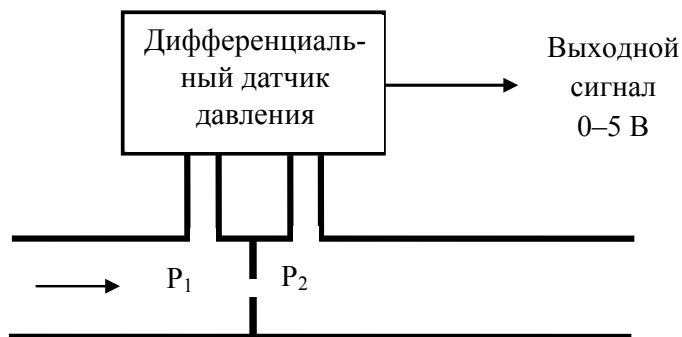 Дифференциаль-
ный датчик
давления
Выходной
сигнал
0–5 В
P₁
P₂